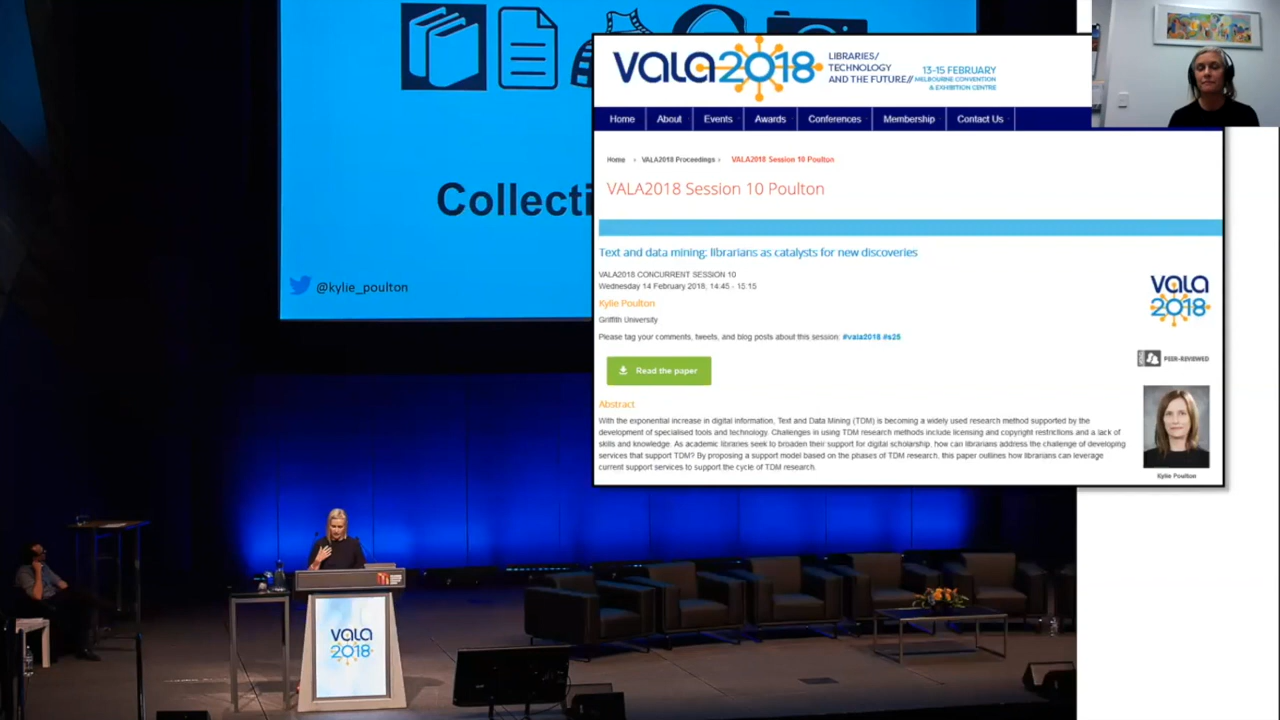 Collecti
@kylie_poulton
vala2018
LIBRARIES/
TECHNOLOGY
AND THE FUTURE//
13-15 FEBRUARY
MELBOURNE CONVENTION
& EXHIBITION CENTRE
Home About Events Awards Conferences Membership Contact Us
Home › VALA2018 Proceedings › VALA2018 Session 10 Poulton
VALA2018 Session 10 Poulton
Text and data mining: librarians as catalysts for new discoveries
VALA2018 CONCURRENT SESSION 10
Wednesday 14 February 2018, 14:45 - 15:15
Kylie Poulton
Griffith University
Please tag your comments, tweets, and blog posts about this session: #vala2018 #s25
Read the paper
Abstract
With the exponential increase in digital information, Text and Data Mining (TDM) is becoming a widely used research method supported by the
development of specialised tools and technology. Challenges in using TDM research methods include licensing and copyright restrictions and a lack of
skills and knowledge. As academic libraries seek to broaden their support for digital scholarship, how can librarians address the challenge of developing
services that support TDM? By proposing a support model based on the phases of TDM research, this paper outlines how librarians can leverage
current support services to support the cycle of TDM research.
vala
2018
PEER-REVIEWED
Kylie Poulton
vala
2018